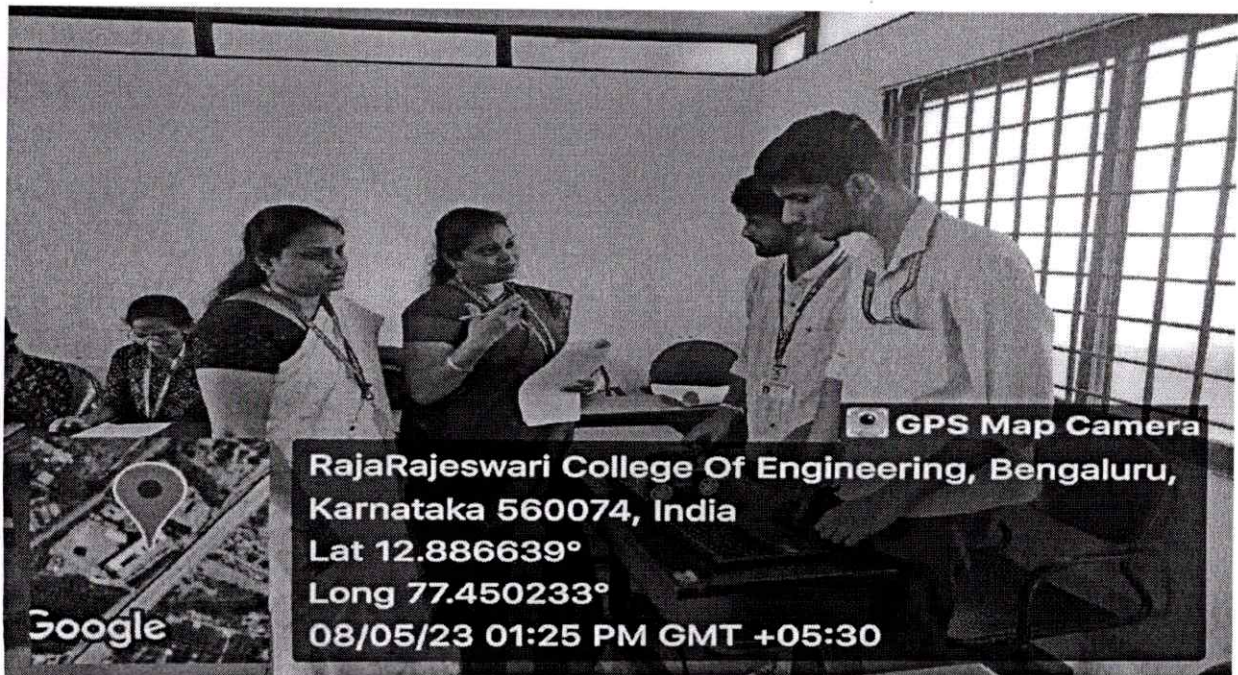 GPS Map Camera
RajaRajeswari College Of Engineering, Bengaluru,
Karnataka 560074, India
Lat 12.886639°
Long 77.450233°
08/05/23 01:25 PM GMT +05:30
Google